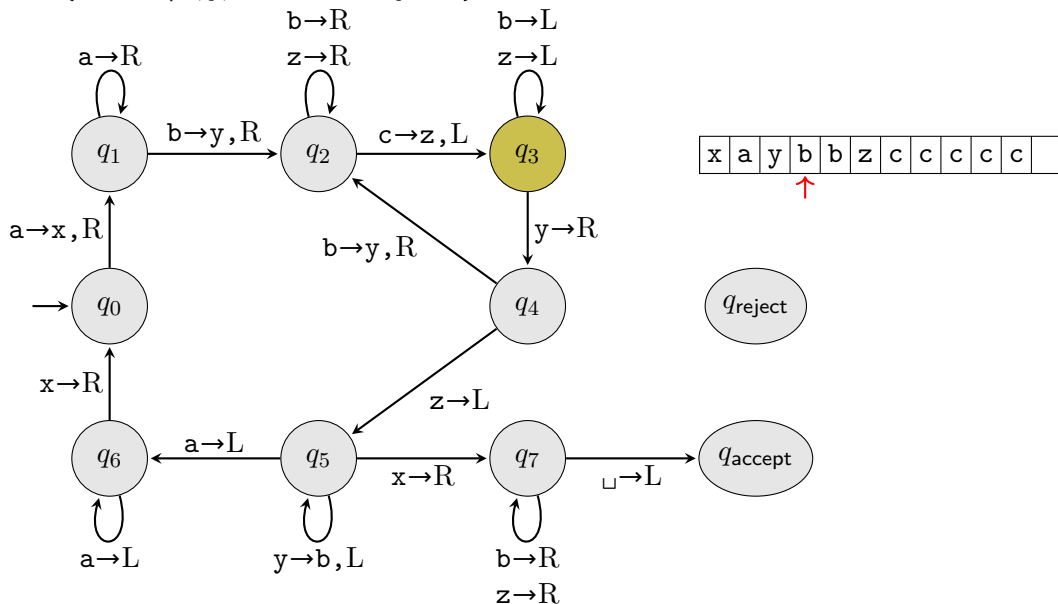 b→R
z→R
b→L
z→L
a→R
q1
b→y,R
q2
c→z,L
q3
x a y b b z c c c c c
a→x,R
b→y,R
y→R
q0
q4
qreject
x→R
z→L
q6
a→L
q5
x→R
q7
␣→L
qaccept
a→L
y→b,L
b→R
z→R